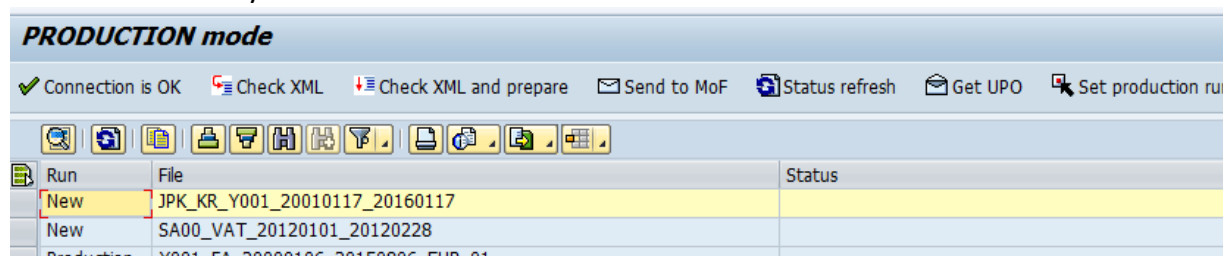 PRODUCTION mode
Connection is OK Check XML Check XML and prepare Send to MoF Status refresh Get UPO Set production ru
Run File Status
New JPK_KR_Y001_20010117_20160117
New SA00_VAT_20120101_20120228